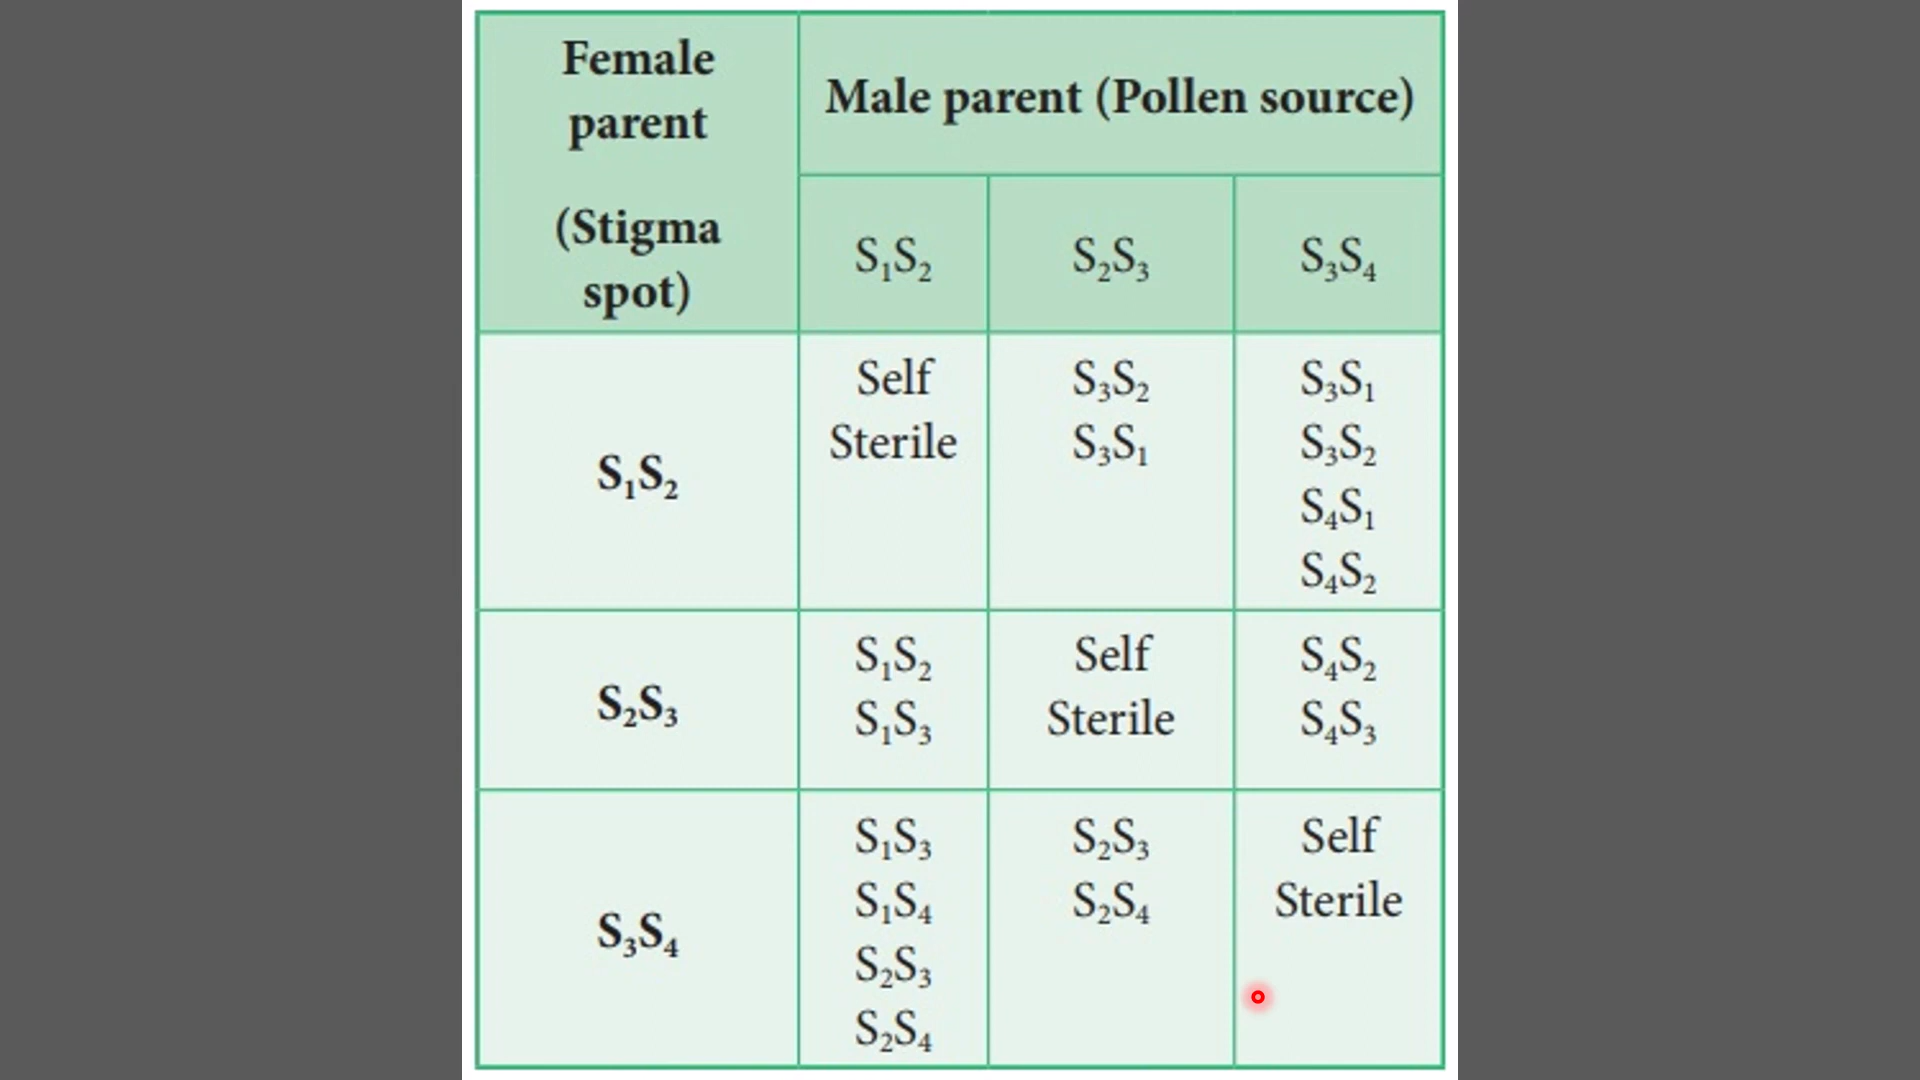 Female
parent
(Stigma
spot)
Male parent (Pollen source)
S₁S₂
S₂S₃
S₃S₄
S₁S₂
Self
Sterile
S₃S₂
S₃S₁
S₃S₁
S₃S₂
S₄S₁
S₄S₂
S₂S₃
S₁S₂
S₁S₃
Self
Sterile
S₄S₂
S₄S₃
S₃S₄
S₁S₃
S₁S₄
S₂S₃
S₂S₄
S₂S₃
S₂S₄
Self
Sterile